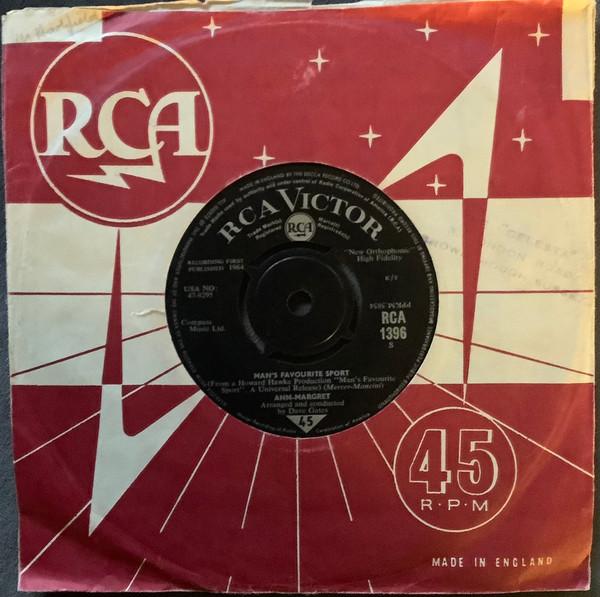 RCA
MADE IN ENGLAND BY THE DECCA RECORD CO LTD.
RCA VICTOR
Trade Mark(s)
Registered
RCA
Marca(s)
Registrada(s)
"New Orthophonic"
High Fidelity
RECORDING FIRST
PUBLISHED 1964
USA NO:
47-8295
Compass
Music Ltd.
RCA
1396
S
MAN'S FAVOURITE SPORT
(From a Howard Hawks Production "Man's Favourite
Sport". A Universal Release) (Mercer-Mancini)
ANN-MARGRET
Arranged and conducted
by Dave Gates
45
45
R·P·M
MADE IN ENGLAND